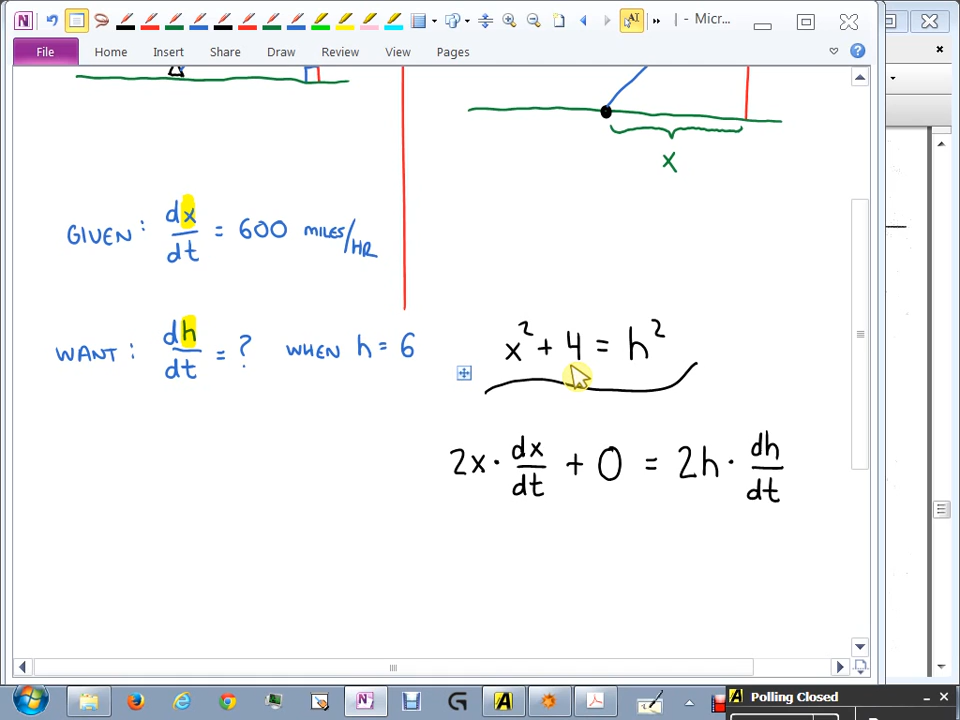 - Micr...
File Home Insert Share Draw Review View Pages
x
GIVEN: dx/dt = 600 MILES/HR
WANT: dh/dt = ? WHEN h = 6
x² + 4 = h²
2x · dx/dt + 0 = 2h · dh/dt
Polling Closed